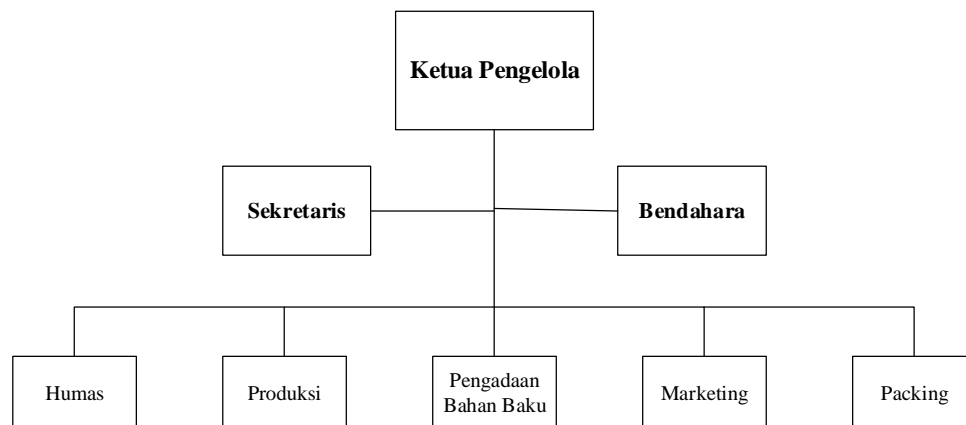 Ketua Pengelola
Sekretaris
Bendahara
Humas
Produksi
Pengadaan
Bahan Baku
Marketing
Packing